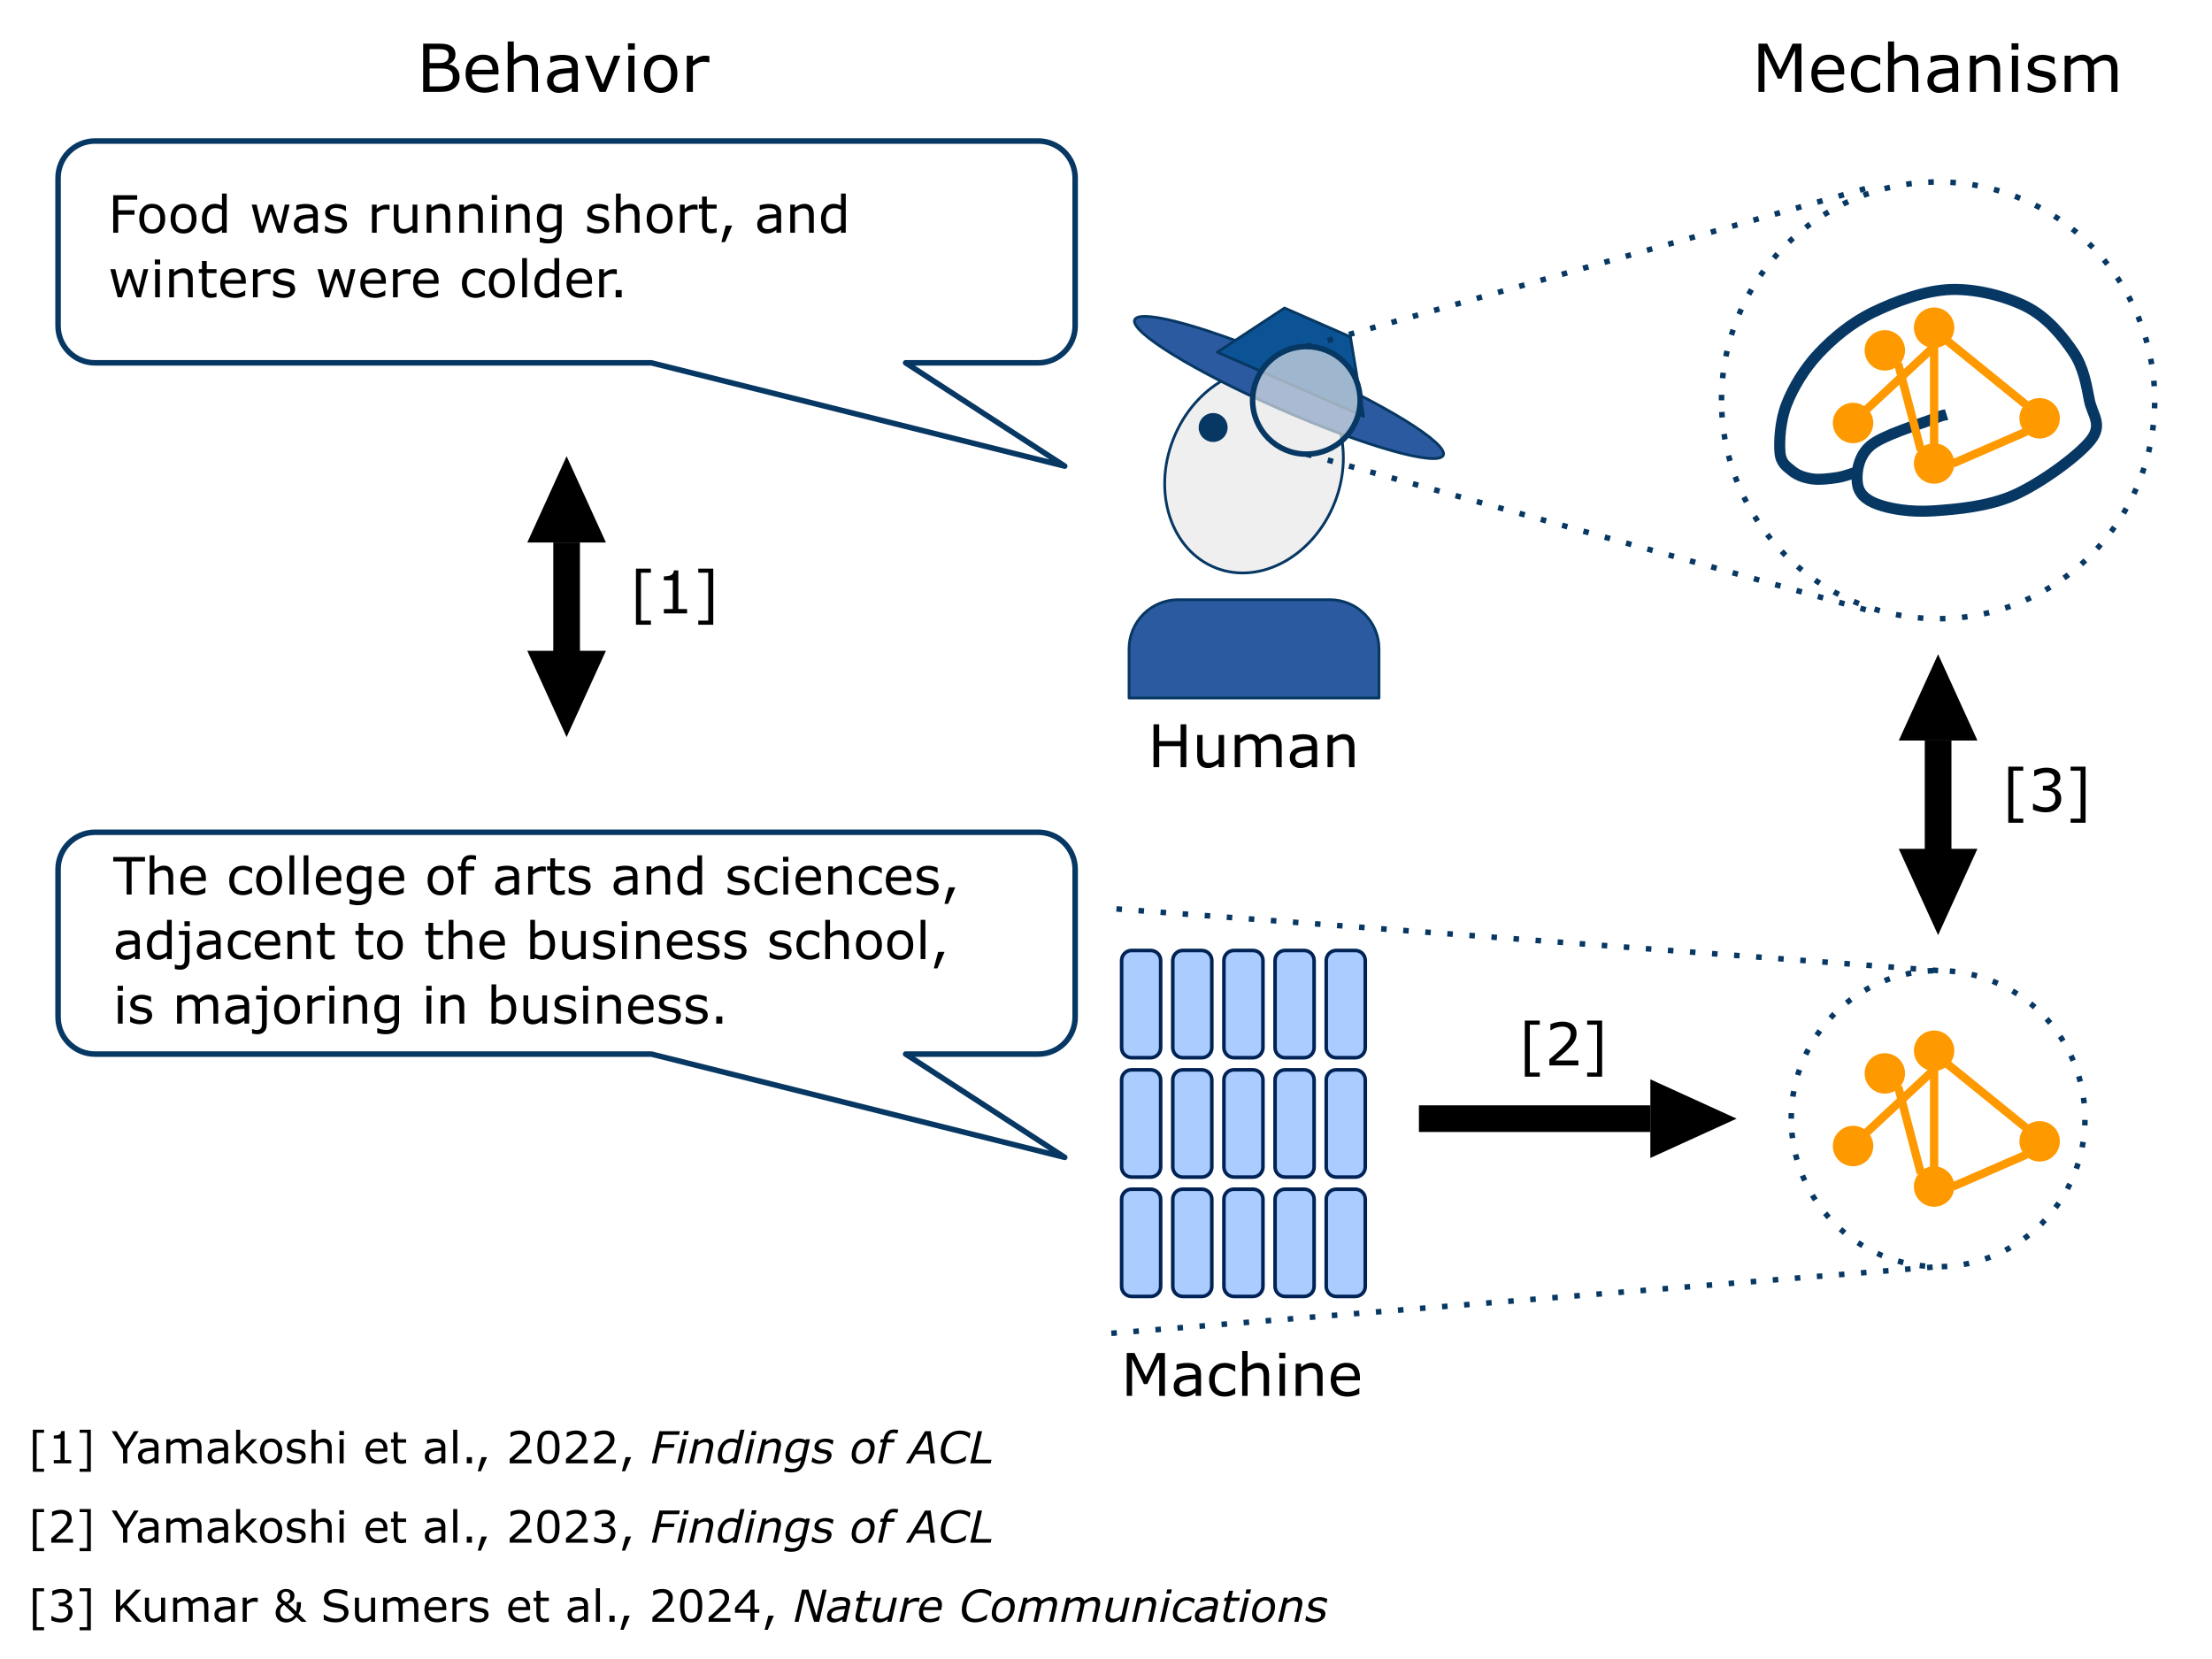 Behavior
Mechanism
Food was running short, and
winters were colder.
[1]
Human
[3]
The college of arts and sciences,
adjacent to the business school,
is majoring in business.
[2]
Machine
[1] Yamakoshi et al., 2022, Findings of ACL
[2] Yamakoshi et al., 2023, Findings of ACL
[3] Kumar & Sumers et al., 2024, Nature Communications